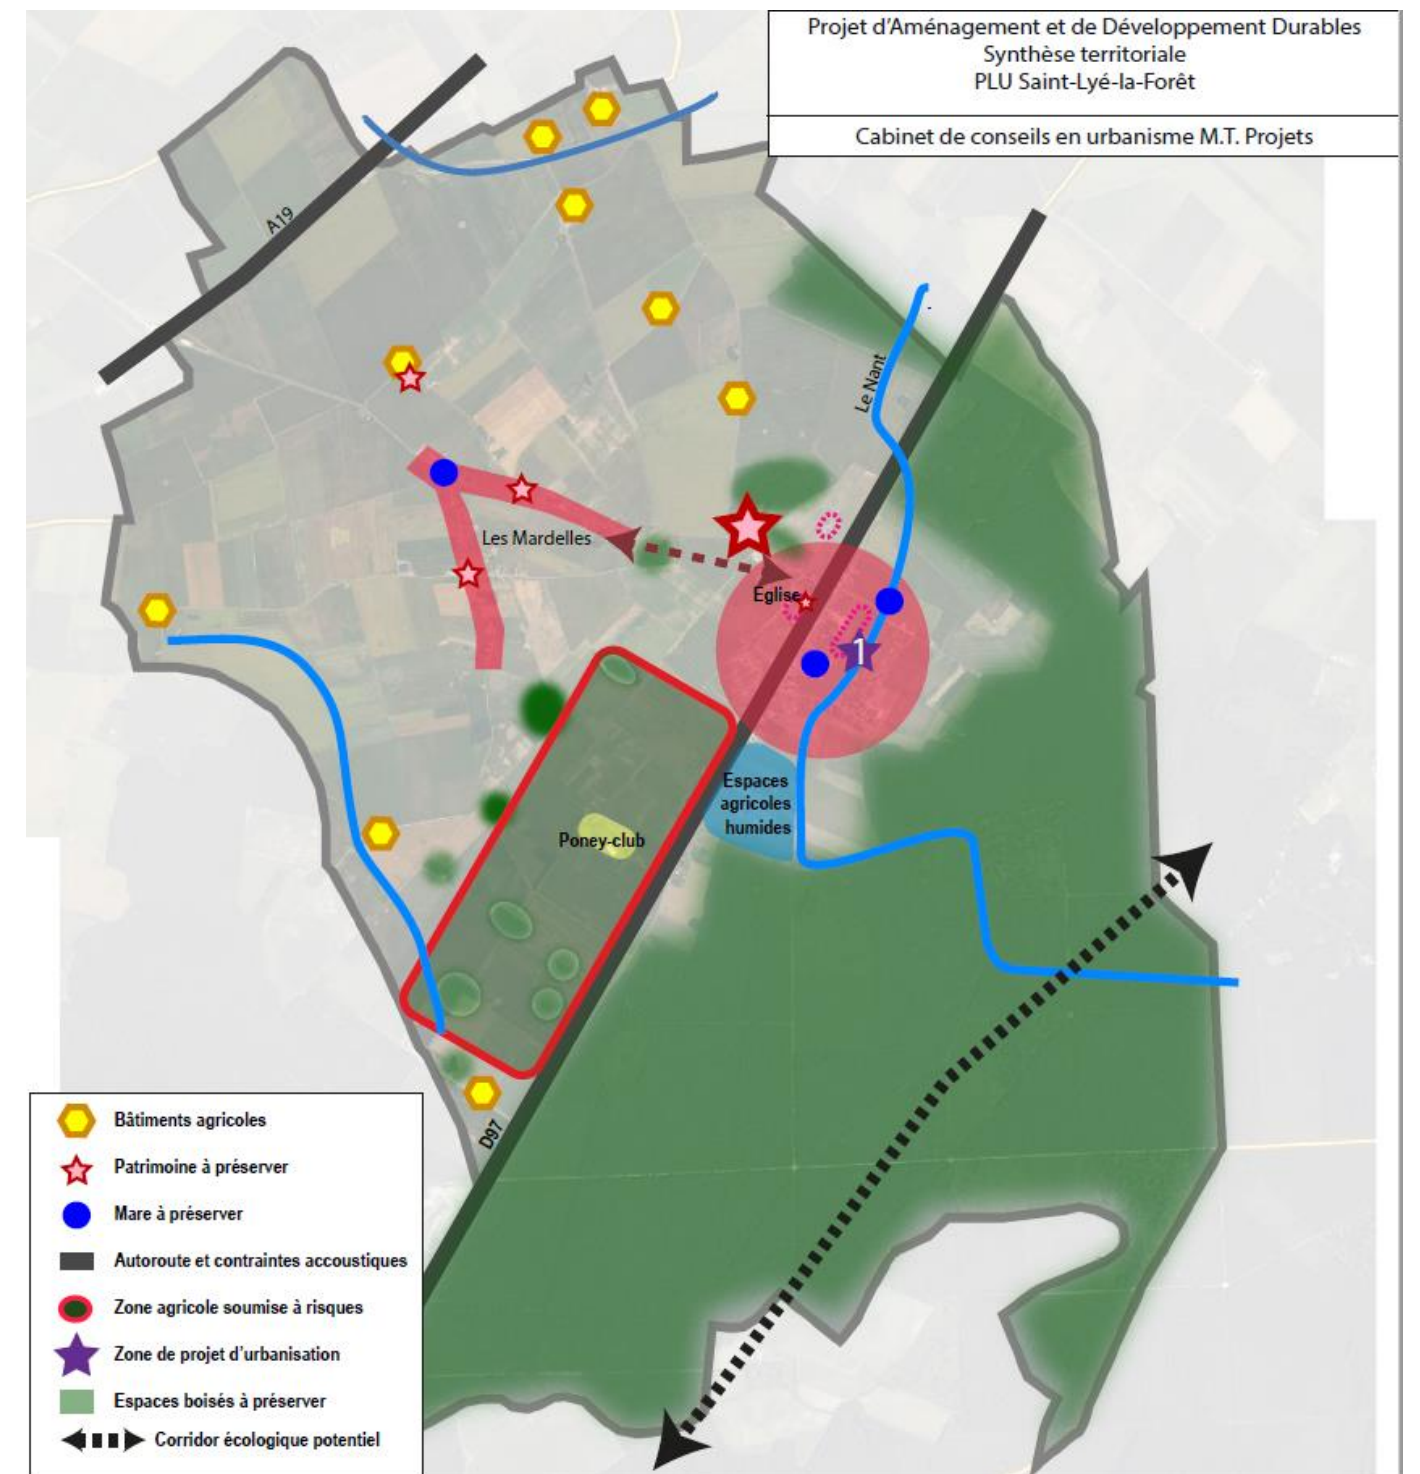 Projet d'Aménagement et de Développement Durables
Synthèse territoriale
PLU Saint-Lyé-la-Forêt
Cabinet de conseils en urbanisme M.T. Projets
A19
Le Nant
Les Mardelles
Eglise
1
Espaces
agricoles
humides
Poney-club
D97
Bâtiments agricoles
Patrimoine à préserver
Mare à préserver
Autoroute et contraintes accoustiques
Zone agricole soumise à risques
Zone de projet d'urbanisation
Espaces boisés à préserver
Corridor écologique potentiel